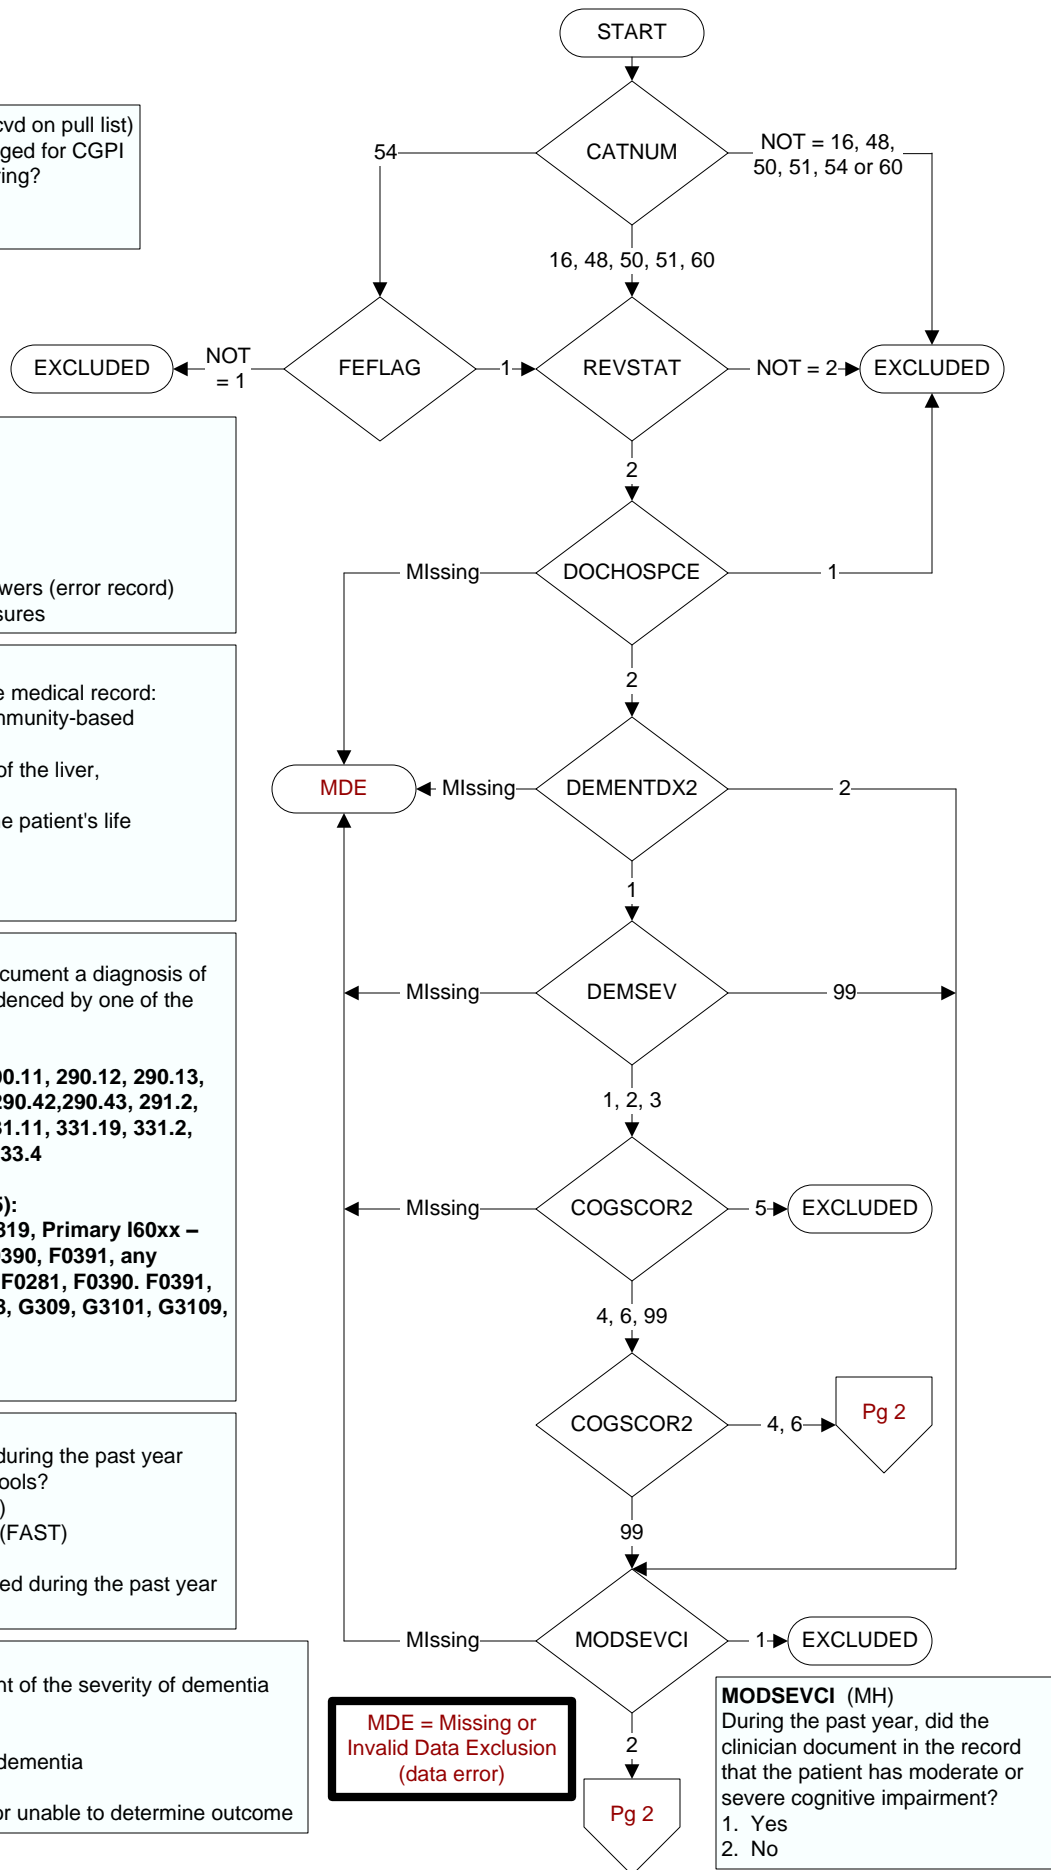 START
cvd on pull list)
ged for CGPI
ring?
CATNUM
54
NOT = 16, 48,
50, 51, 54 or 60
16, 48, 50, 51, 60
EXCLUDED
NOT
= 1
FEFLAG
1
REVSTAT
NOT = 2
EXCLUDED
2
wers (error record)
sures
MIssing
DOCHOSPCE
1
2
e medical record:
nmunity-based
of the liver,
ne patient's life
MDE
MIssing
DEMENTDX2
2
1
ocument a diagnosis of
idenced by one of the
90.11, 290.12, 290.13,
290.42,290.43, 291.2,
31.11, 331.19, 331.2,
33.4
5):
319, Primary I60xx –
0390, F0391, any
F0281, F0390. F0391,
3, G309, G3101, G3109,
MIssing
DEMSEV
99
1, 2, 3
MIssing
COGSCOR2
5
EXCLUDED
4, 6, 99
COGSCOR2
4, 6
Pg 2
99
during the past year
ools?
)
(FAST)
ed during the past year
MIssing
MODSEVCI
1
EXCLUDED
2
Pg 2
nt of the severity of dementia
dementia
or unable to determine outcome
MDE = Missing or
Invalid Data Exclusion
(data error)
MODSEVCI (MH)
During the past year, did the
clinician document in the record
that the patient has moderate or
severe cognitive impairment?
1. Yes
2. No